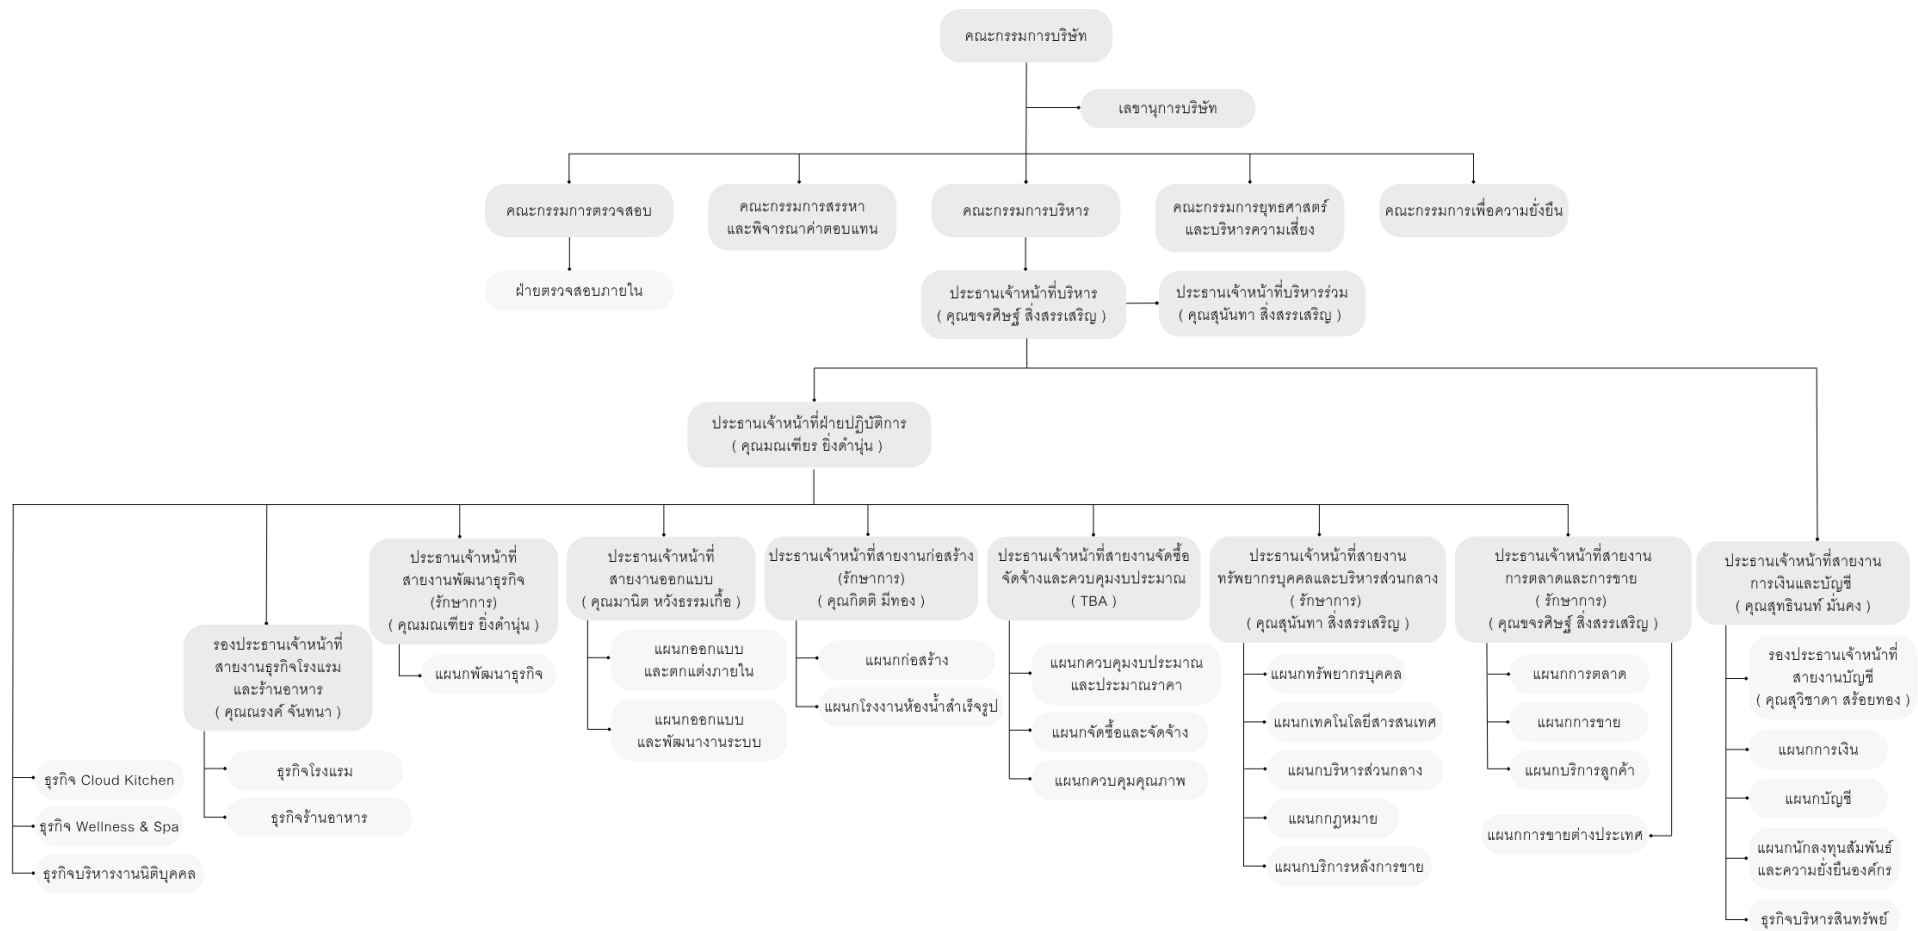 คณะกรรมการบริษัท
เลขานุการบริษัท
คณะกรรมการตรวจสอบ
คณะกรรมการสรรหา
และพิจารณาค่าตอบแทน
คณะกรรมการบริหาร
คณะกรรมการยุทธศาสตร์
และบริหารความเสี่ยง
คณะกรรมการเพื่อความยั่งยืน
ฝ่ายตรวจสอบภายใน
ประธานเจ้าหน้าที่บริหาร
( คุณขจรศิษฐ์ สิ่งสรรเสริญ )
ประธานเจ้าหน้าที่บริหารร่วม
( คุณสุนันทา สิ่งสรรเสริญ )
ประธานเจ้าหน้าที่ฝ่ายปฏิบัติการ
( คุณมณเฑียร ยิ่งดำนุ่น )
ธุรกิจ Cloud Kitchen
ธุรกิจ Wellness & Spa
ธุรกิจบริหารงานนิติบุคคล
รองประธานเจ้าหน้าที่
สายงานธุรกิจโรงแรม
และร้านอาหาร
( คุณณรงค์ จันทนา )
ธุรกิจโรงแรม
ธุรกิจร้านอาหาร
ประธานเจ้าหน้าที่
สายงานพัฒนาธุรกิจ
(รักษาการ)
( คุณมณเฑียร ยิ่งดำนุ่น )
แผนกพัฒนาธุรกิจ
ประธานเจ้าหน้าที่
สายงานออกแบบ
( คุณมานิต หวังธรรมเกื้อ )
แผนกออกแบบ
และตกแต่งภายใน
แผนกออกแบบ
และพัฒนางานระบบ
ประธานเจ้าหน้าที่สายงานก่อสร้าง
(รักษาการ)
( คุณกิตติ มีทอง )
แผนกก่อสร้าง
แผนกโรงงานห้องน้ำสำเร็จรูป
ประธานเจ้าหน้าที่สายงานจัดซื้อ
จัดจ้างและควบคุมงบประมาณ
( TBA )
แผนกควบคุมงบประมาณ
และประมาณราคา
แผนกจัดซื้อและจัดจ้าง
แผนกควบคุมคุณภาพ
ประธานเจ้าหน้าที่สายงาน
ทรัพยากรบุคคลและบริหารส่วนกลาง
( รักษาการ)
( คุณสุนันทา สิ่งสรรเสริญ )
แผนกทรัพยากรบุคคล
แผนกเทคโนโลยีสารสนเทศ
แผนกบริหารส่วนกลาง
แผนกกฎหมาย
แผนกบริการหลังการขาย
ประธานเจ้าหน้าที่สายงาน
การตลาดและการขาย
( รักษาการ)
( คุณขจรศิษฐ์ สิ่งสรรเสริญ )
แผนกการตลาด
แผนกการขาย
แผนกบริการลูกค้า
แผนกการขายต่างประเทศ
ประธานเจ้าหน้าที่สายงาน
การเงินและบัญชี
( คุณสุทธินนท์ มั่นคง )
รองประธานเจ้าหน้าที่
สายงานบัญชี
( คุณสุวิชาดา สร้อยทอง )
แผนกการเงิน
แผนกบัญชี
แผนกนักลงทุนสัมพันธ์
และความยั่งยืนองค์กร
ธุรกิจบริหารสินทรัพย์